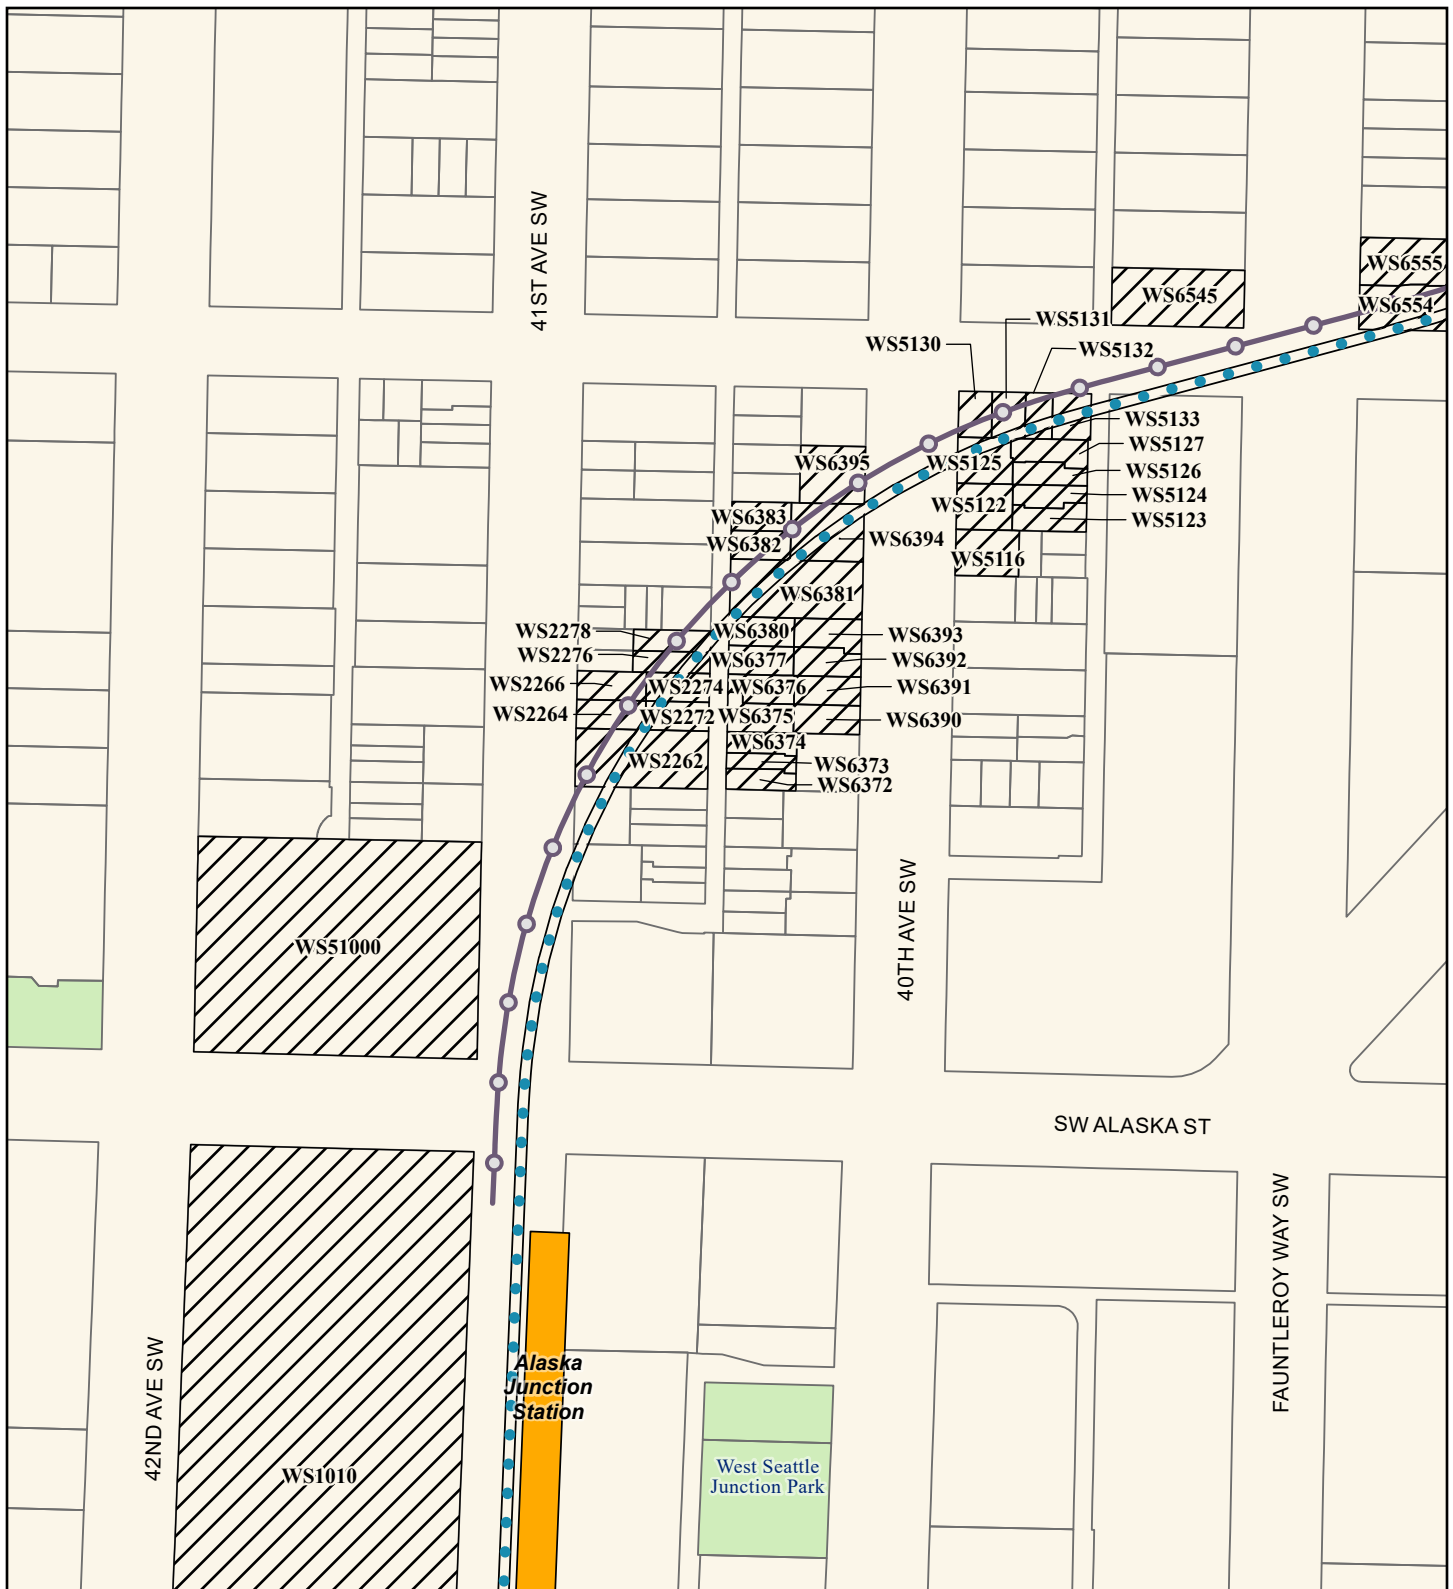 41ST AVE SW
WS6555
WS6545
WS6554
WS5131
WS5130
WS5132
WS5133
WS5127
WS6395
WS5125
WS5126
WS5124
WS5122
WS6383
WS5123
WS6394
WS6382
WS5116
WS6381
WS2278
WS6380
WS6393
WS2276
WS6377
WS6392
WS2266
WS2274
WS6376
WS6391
WS2264
WS2272
WS6375
WS6390
WS6374
WS2262
WS6373
WS6372
40TH AVE SW
WS51000
SW ALASKA ST
FAUNTLEROY WAY SW
42ND AVE SW
Alaska
Junction
Station
West Seattle
Junction Park
WS1010